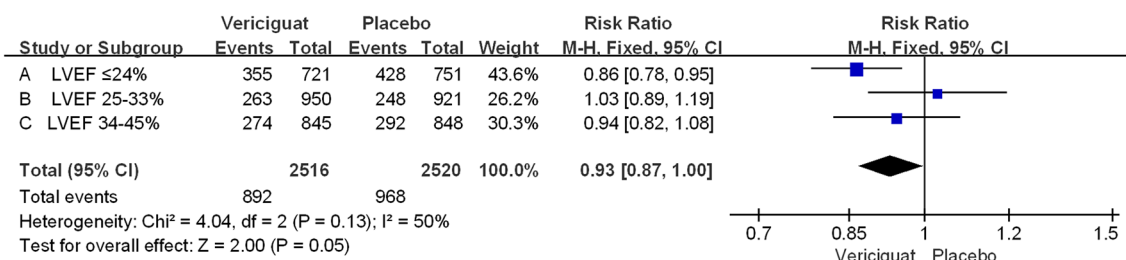 Vericiguat Placebo Risk Ratio Risk Ratio
Study or Subgroup Events Total Events Total Weight M-H, Fixed, 95% CI M-H, Fixed, 95% CI
A LVEF ≤24% 355 721 428 751 43.6% 0.86 [0.78, 0.95]
B LVEF 25-33% 263 950 248 921 26.2% 1.03 [0.89, 1.19]
C LVEF 34-45% 274 845 292 848 30.3% 0.94 [0.82, 1.08]
Total (95% CI) 2516 2520 100.0% 0.93 [0.87, 1.00]
Total events 892 968
Heterogeneity: Chi² = 4.04, df = 2 (P = 0.13); I² = 50%
Test for overall effect: Z = 2.00 (P = 0.05)
0.7 0.85 1 1.2 1.5
Vericiguat Placebo